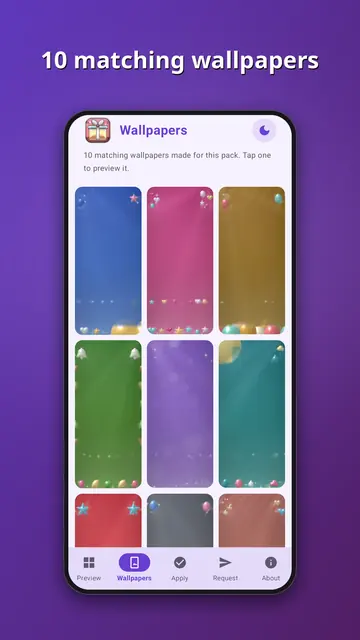 10 matching wallpapers
Wallpapers
10 matching wallpapers made for this pack. Tap one
to preview it.
Preview
Wallpapers
Apply
Request
About